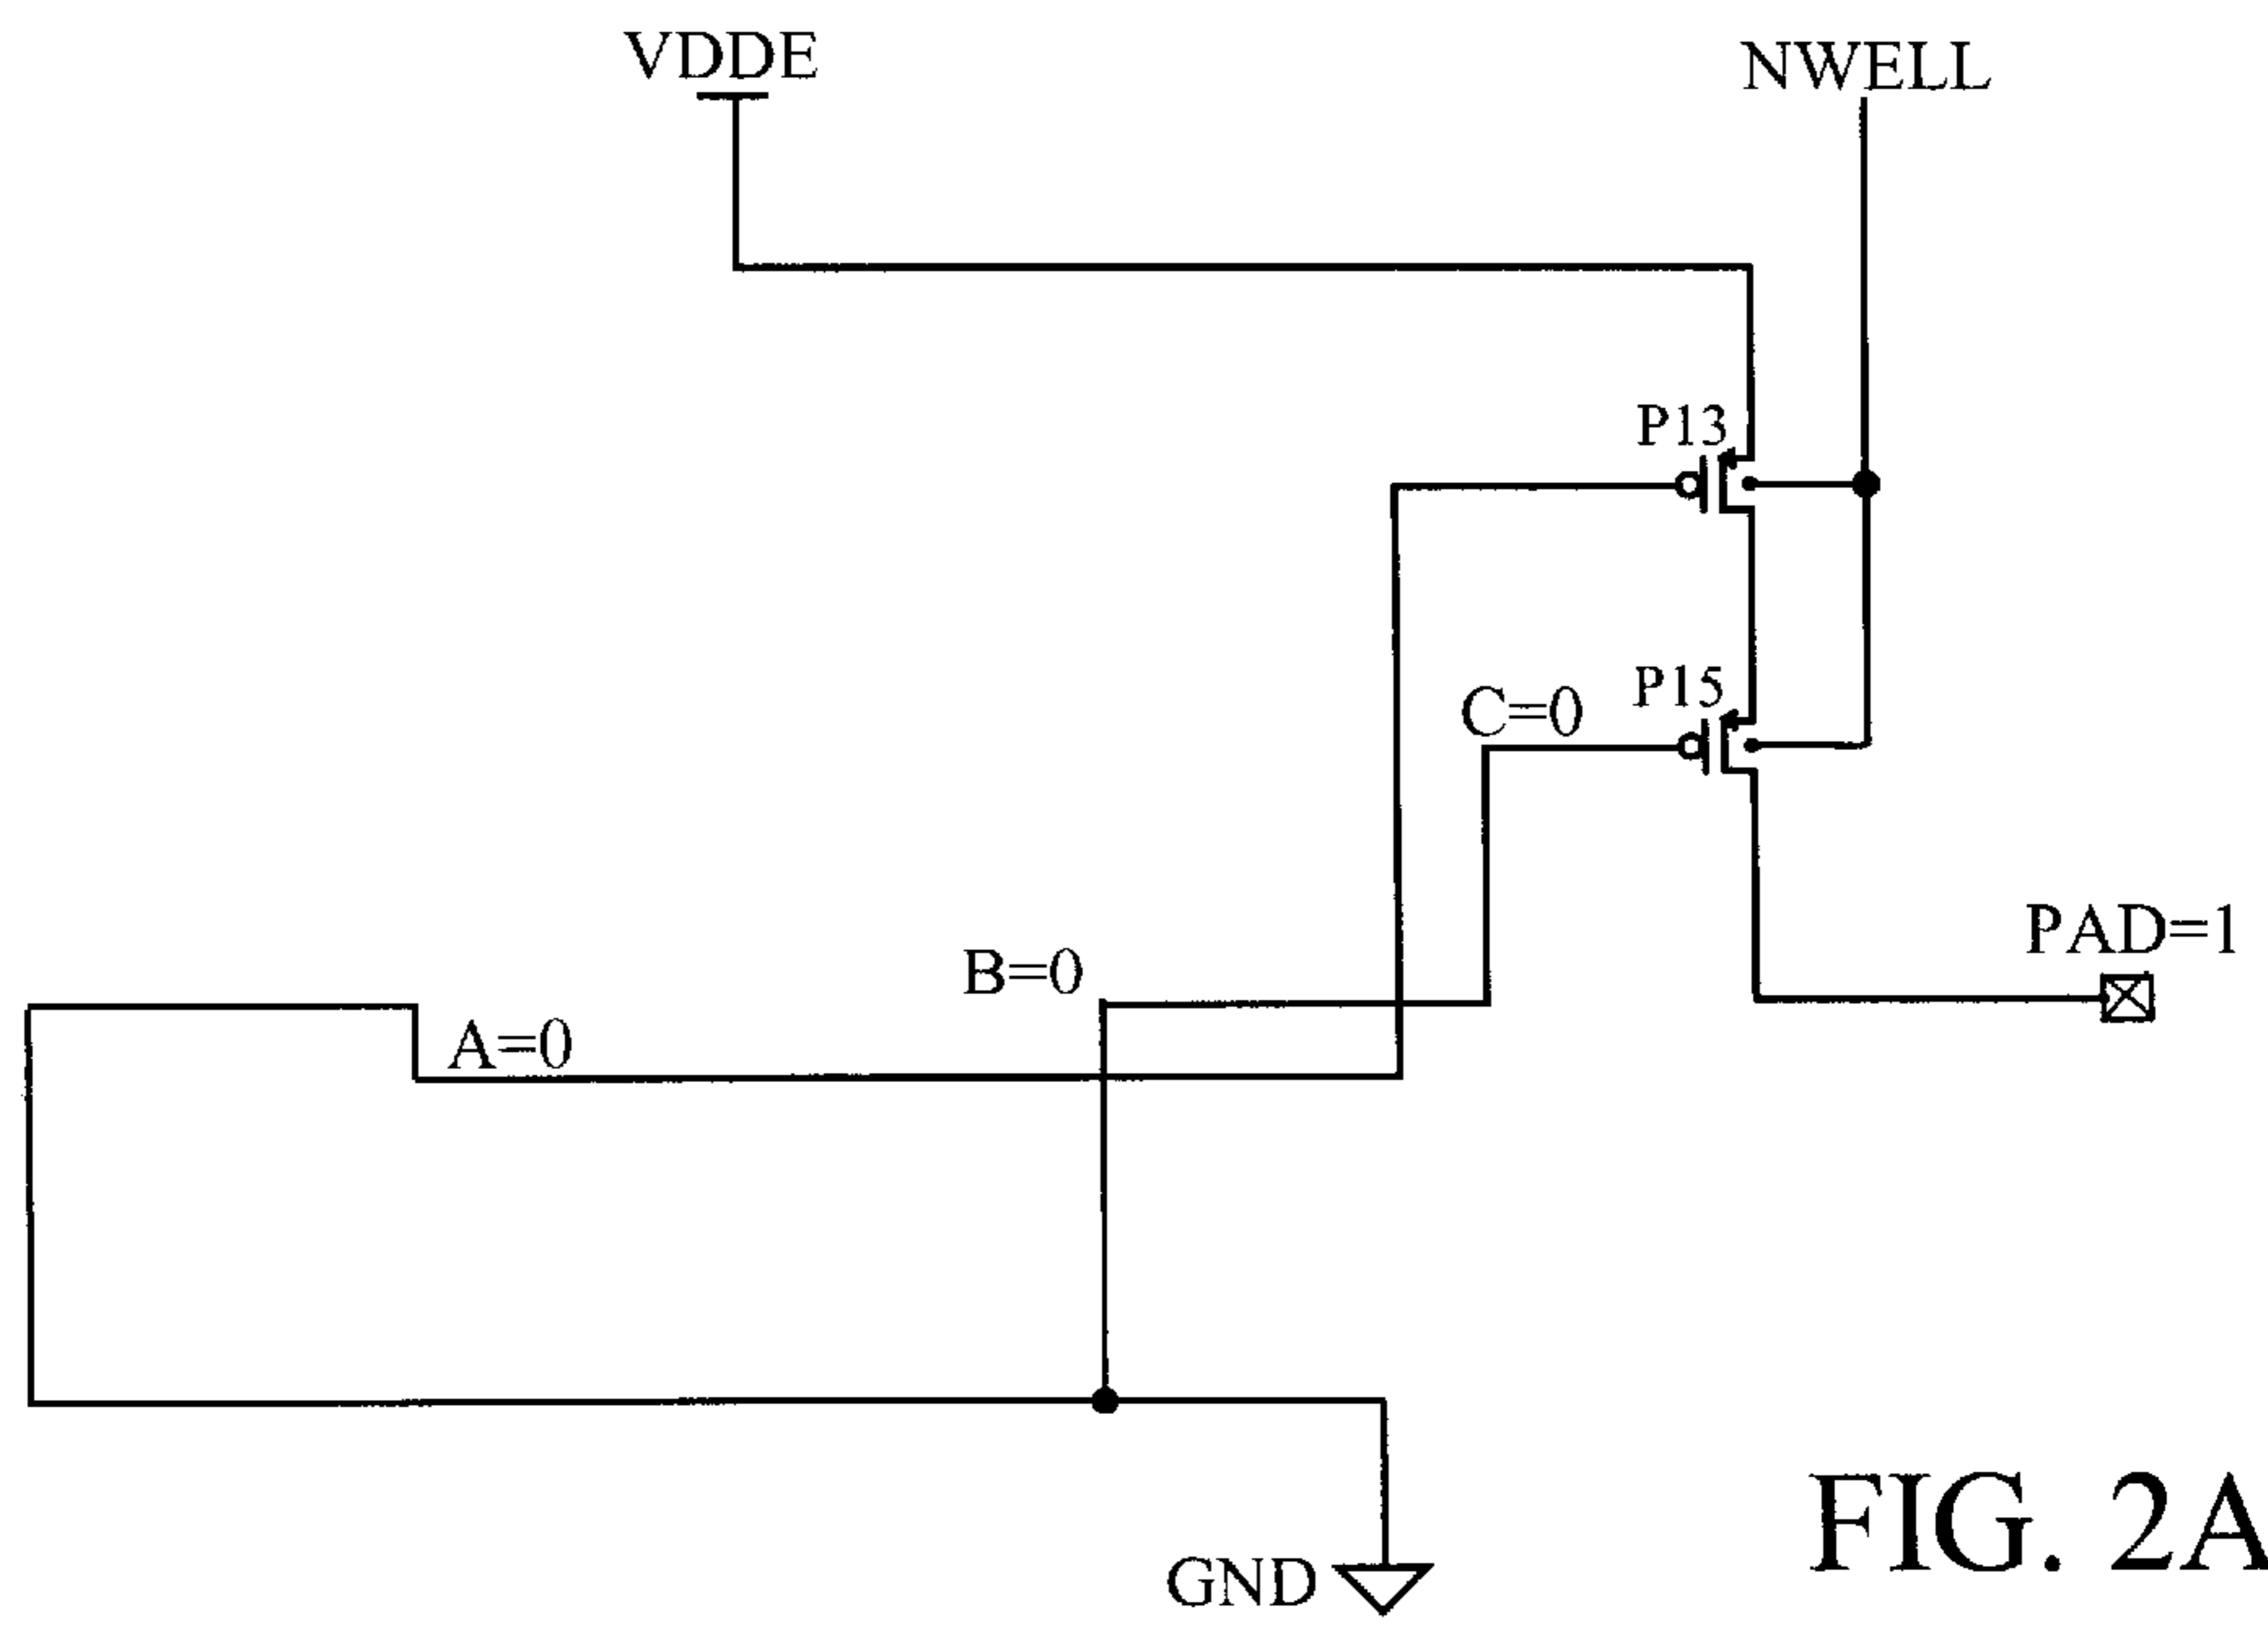 VDDE
NWELL
P13
P15
C=0
PAD=1
B=0
A=0
GND
FIG. 2A